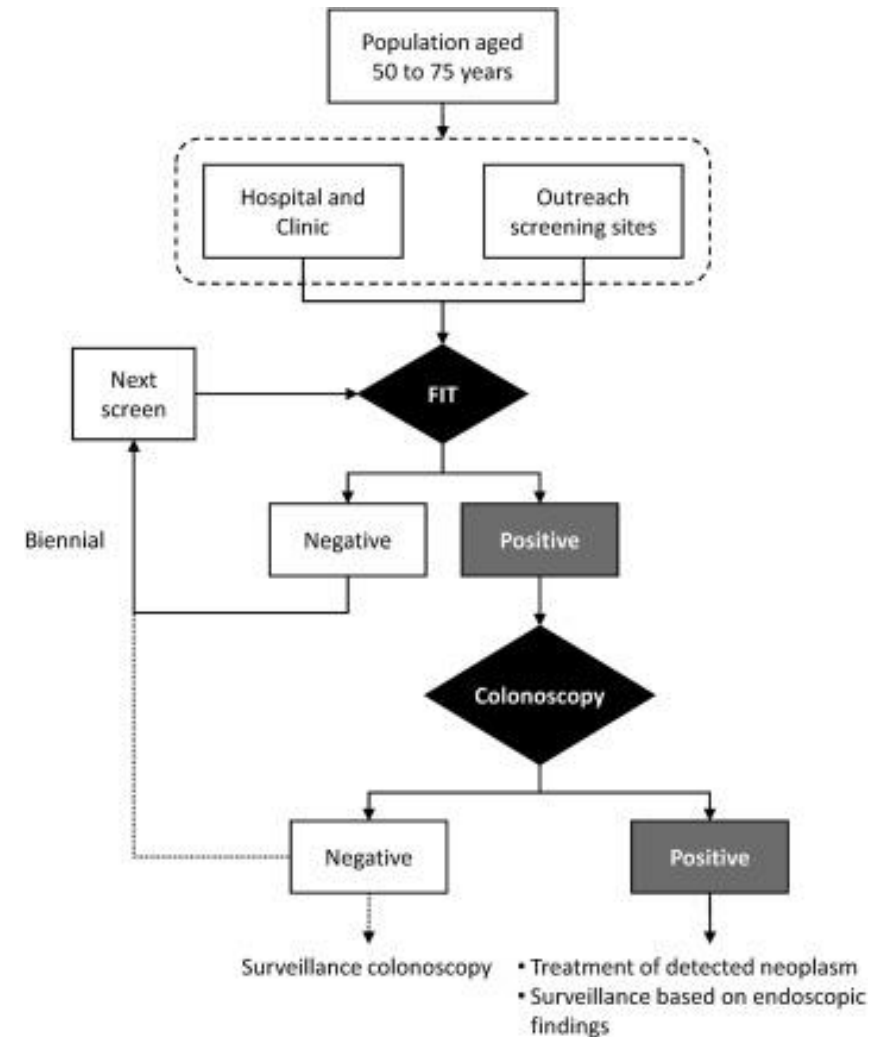 Population aged
50 to 75 years
Hospital and
Clinic
Outreach
screening sites
Next
screen
FIT
Biennial
Negative
Positive
Colonoscopy
Negative
Positive
Surveillance colonoscopy
• Treatment of detected neoplasm
• Surveillance based on endoscopic
findings